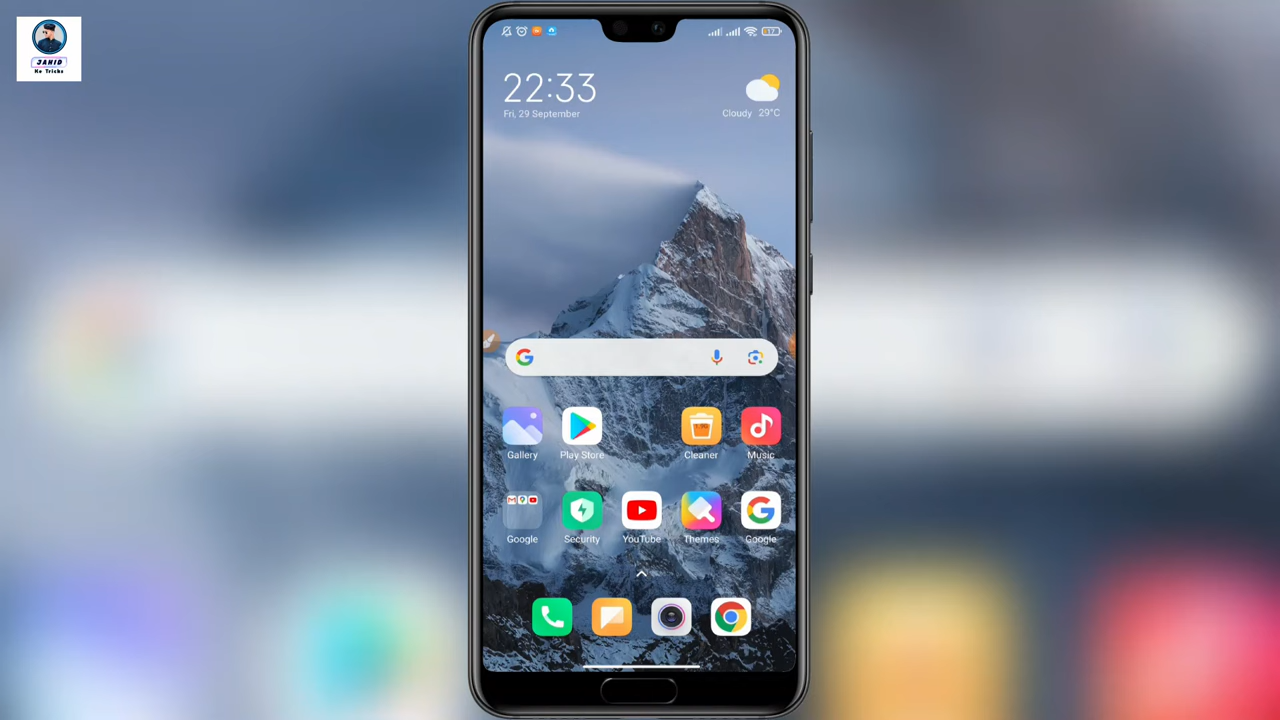 JAHID
Ke Tricks
22:33
Fri, 29 September
Cloudy 29°C
Gallery
Play Store
Cleaner
Music
Google
Security
YouTube
Themes
Google